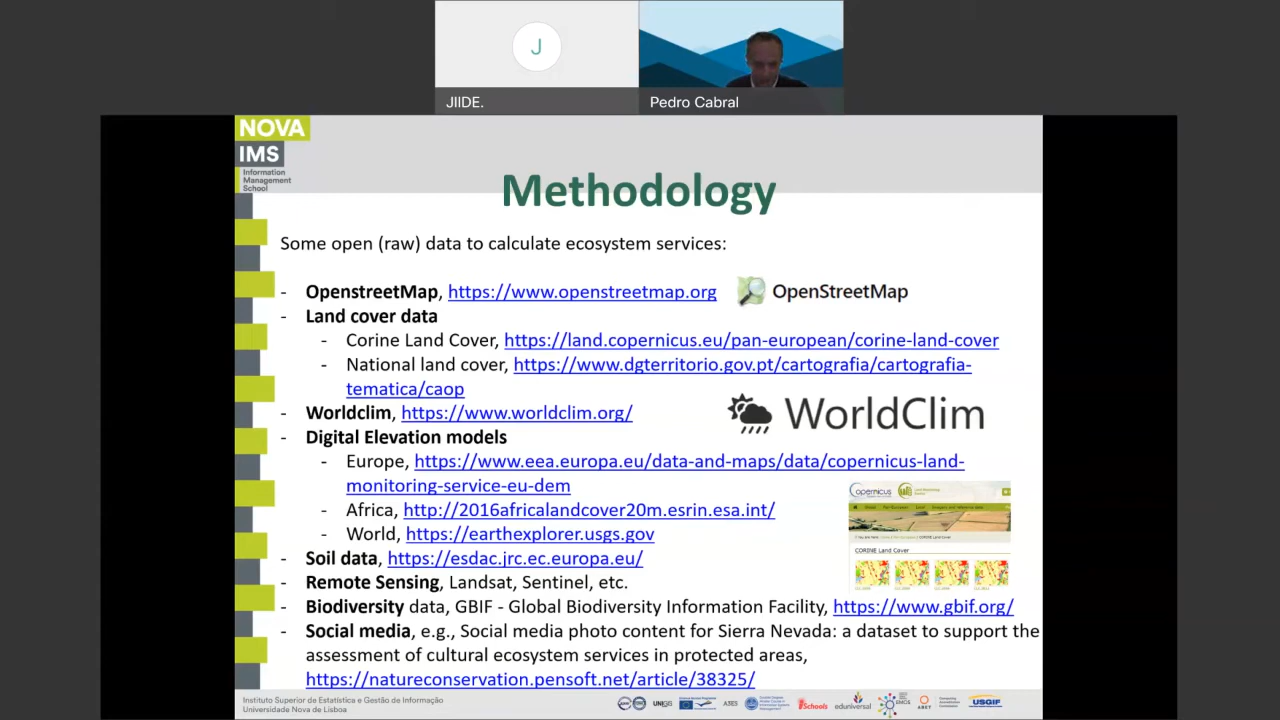 J
JIIDE.
Pedro Cabral
NOVA
IMS
Information
Management
School
Methodology
Some open (raw) data to calculate ecosystem services:
- OpenstreetMap, https://www.openstreetmap.org
OpenStreetMap
- Land cover data
- Corine Land Cover, https://land.copernicus.eu/pan-european/corine-land-cover
- National land cover, https://www.dgterritorio.gov.pt/cartografia/cartografia-
tematica/caop
- Worldclim, https://www.worldclim.org/
WorldClim
- Digital Elevation models
- Europe, https://www.eea.europa.eu/data-and-maps/data/copernicus-land-
monitoring-service-eu-dem
- Africa, http://2016africalandcover20m.esrin.esa.int/
- World, https://earthexplorer.usgs.gov
opernicus
CORINE Land Cover
- Soil data, https://esdac.jrc.ec.europa.eu/
- Remote Sensing, Landsat, Sentinel, etc.
- Biodiversity data, GBIF - Global Biodiversity Information Facility, https://www.gbif.org/
- Social media, e.g., Social media photo content for Sierra Nevada: a dataset to support the
assessment of cultural ecosystem services in protected areas,
https://natureconservation.pensoft.net/article/38325/
Instituto Superior de Estatística e Gestão de Informação
Universidade Nova de Lisboa
UNIGIS
A3ES
eduniversal
EMOS
ABET
USGIF